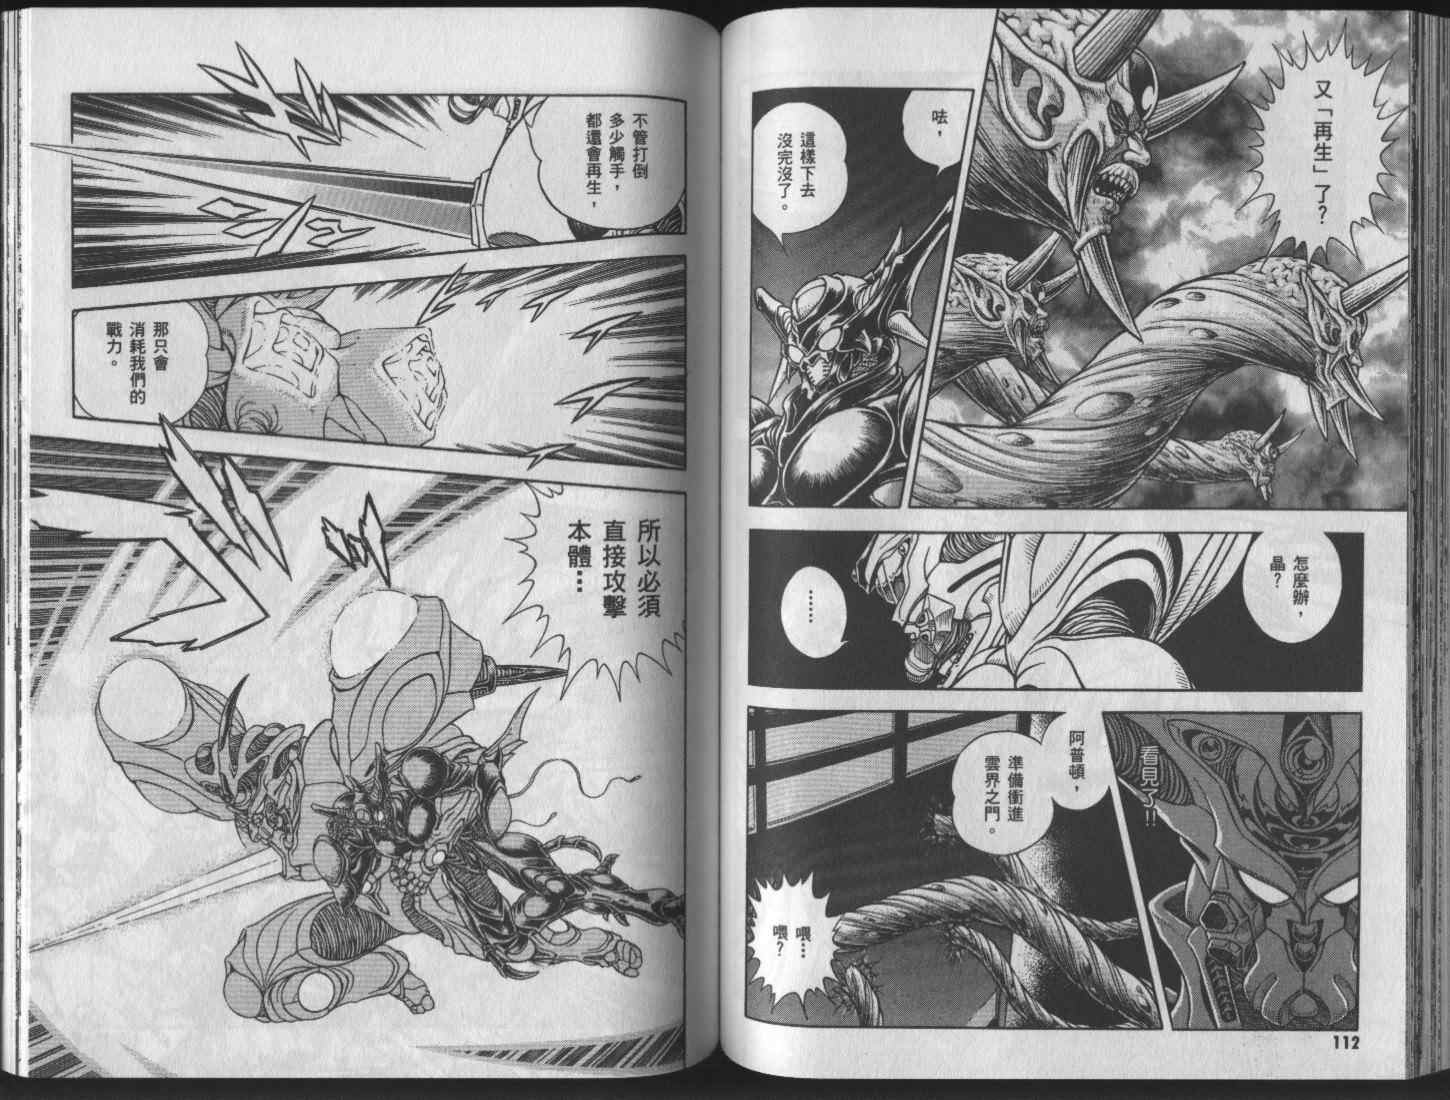 又「再生」了？
呿，
這樣下去
沒完沒了。
怎麼辦，
晶？
……
看見了!!
阿普頓，
準備衝進
雲界之門。
喂…
喂？
112
不管打倒
多少觸手，
都還會再生，
那只會
消耗我們的
戰力。
所以必須
直接攻擊
本體…